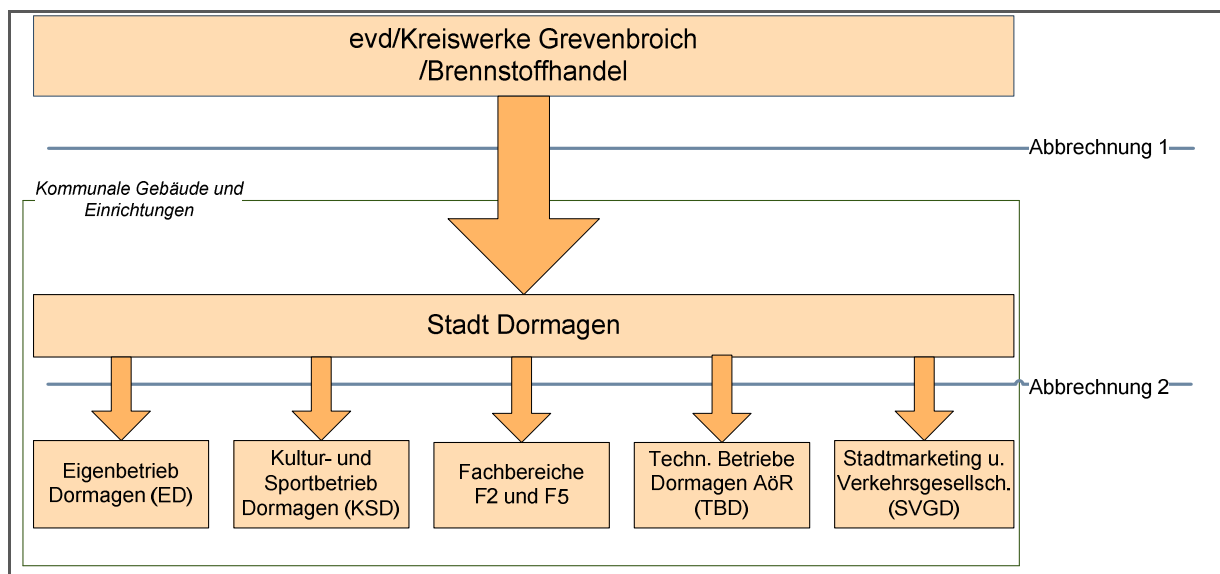 evd/Kreiswerke Grevenbroich
/Brennstoffhandel
Abbrechnung 1
Kommunale Gebäude und
Einrichtungen
Stadt Dormagen
Abbrechnung 2
Eigenbetrieb
Dormagen (ED)
Kultur- und
Sportbetrieb
Dormagen (KSD)
Fachbereiche
F2 und F5
Techn. Betriebe
Dormagen AöR
(TBD)
Stadtmarketing u.
Verkehrsgesellsch.
(SVGD)